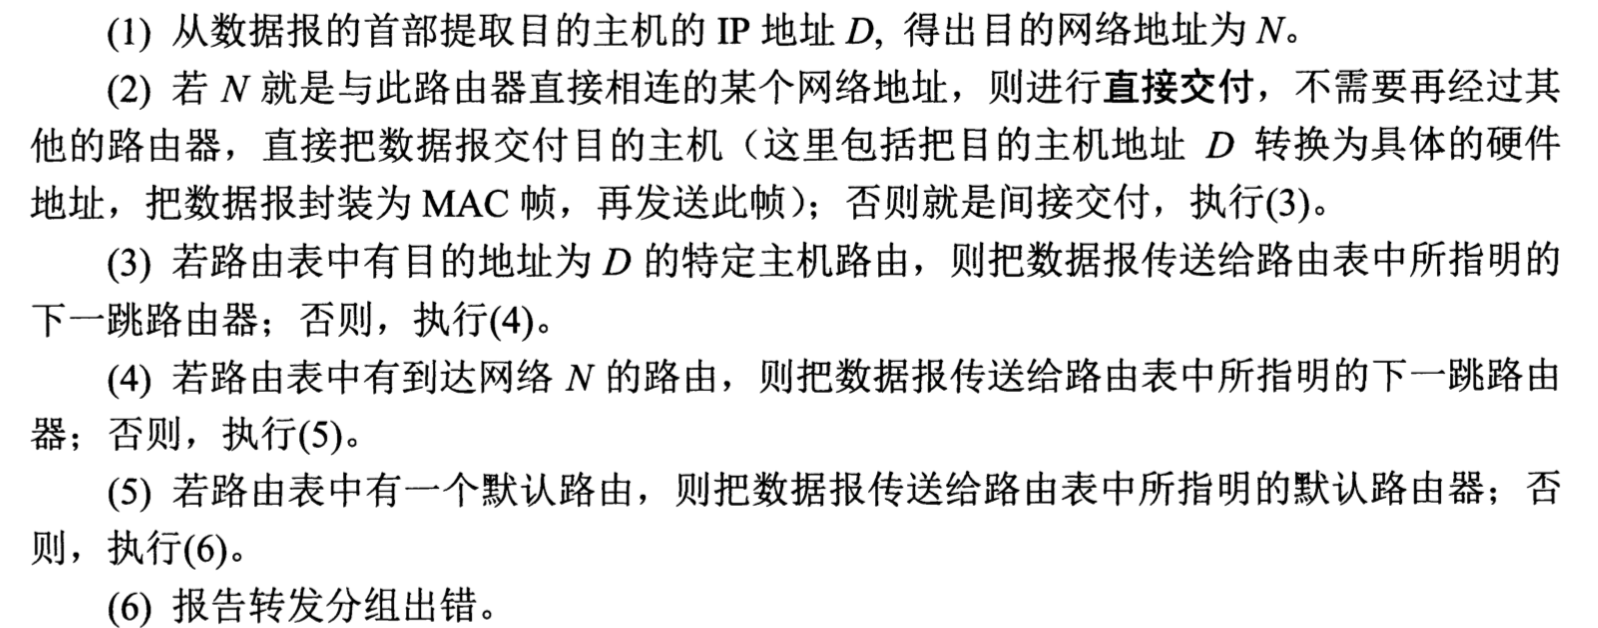 (1) 从数据报的首部提取目的主机的 IP 地址 D, 得出目的网络地址为 N。
(2) 若 N 就是与此路由器直接相连的某个网络地址，则进行直接交付，不需要再经过其
他的路由器，直接把数据报交付目的主机（这里包括把目的主机地址 D 转换为具体的硬件
地址，把数据报封装为 MAC 帧，再发送此帧）；否则就是间接交付，执行(3)。
(3) 若路由表中有目的地址为 D 的特定主机路由，则把数据报传送给路由表中所指明的
下一跳路由器；否则，执行(4)。
(4) 若路由表中有到达网络 N 的路由，则把数据报传送给路由表中所指明的下一跳路由
器；否则，执行(5)。
(5) 若路由表中有一个默认路由，则把数据报传送给路由表中所指明的默认路由器；否
则，执行(6)。
(6) 报告转发分组出错。